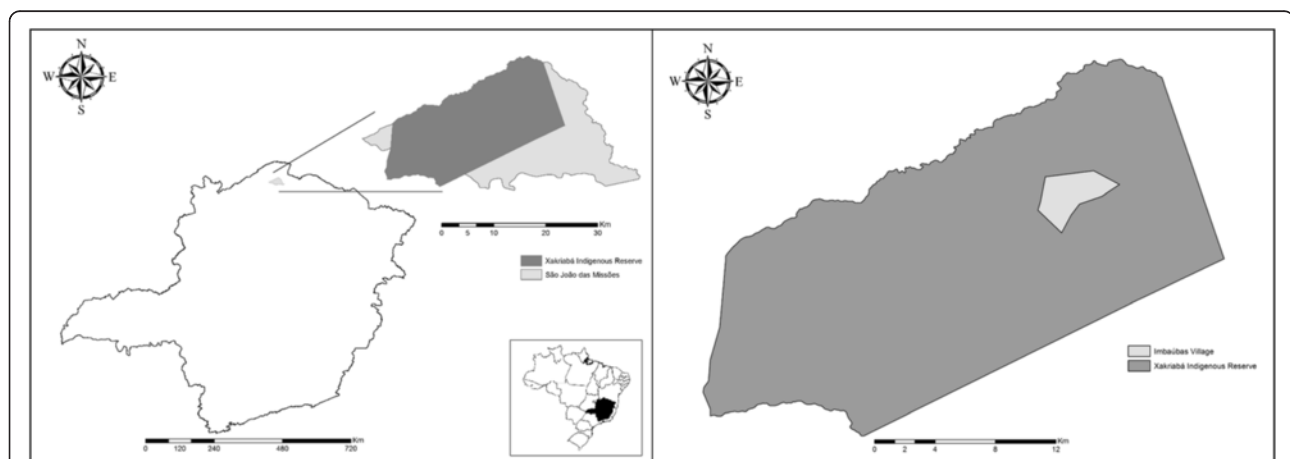 N
W E
S
Km
0 5 10 20 30
Xakriabá Indigenous Reserve
São João das Missões
Km
0 120 240 480 720
N
W E
S
Imbaúbas Village
Xakriabá Indigenous Reserve
Km
0 2 4 8 12